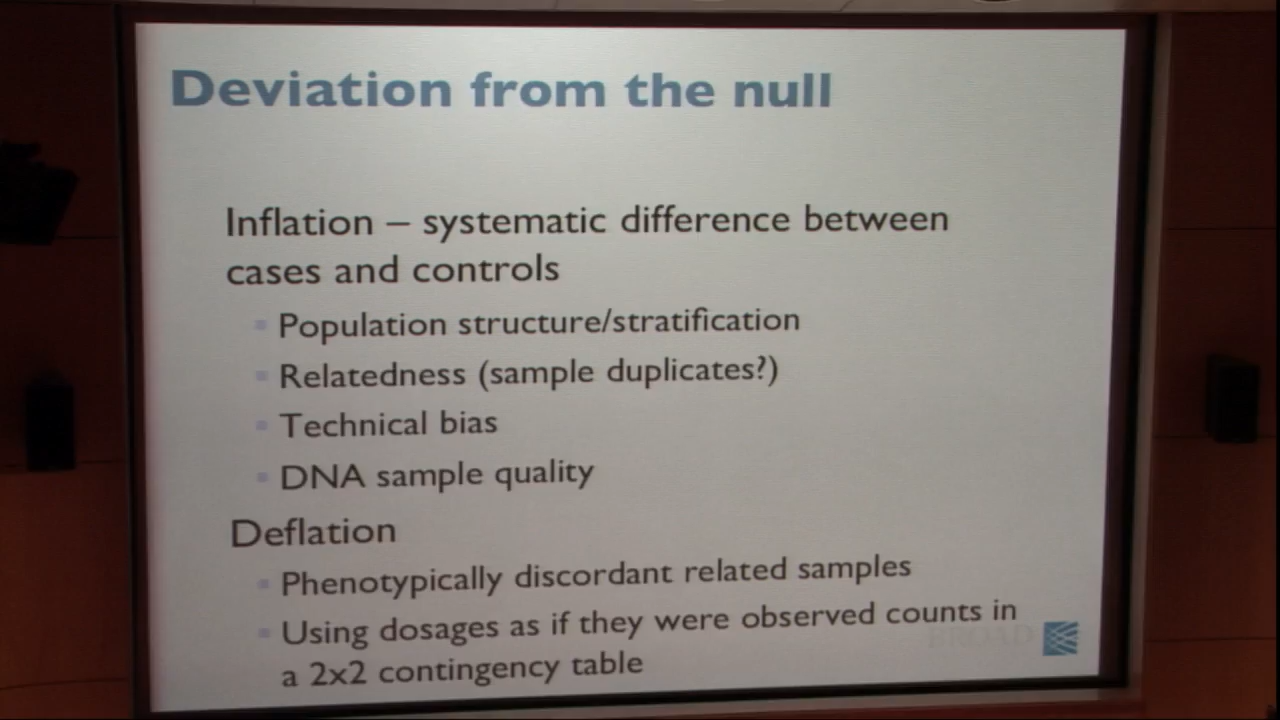 Deviation from the null
Inflation – systematic difference between
cases and controls
Population structure/stratification
Relatedness (sample duplicates?)
Technical bias
DNA sample quality
Deflation
Phenotypically discordant related samples
Using dosages as if they were observed counts in
a 2x2 contingency table
BROAD